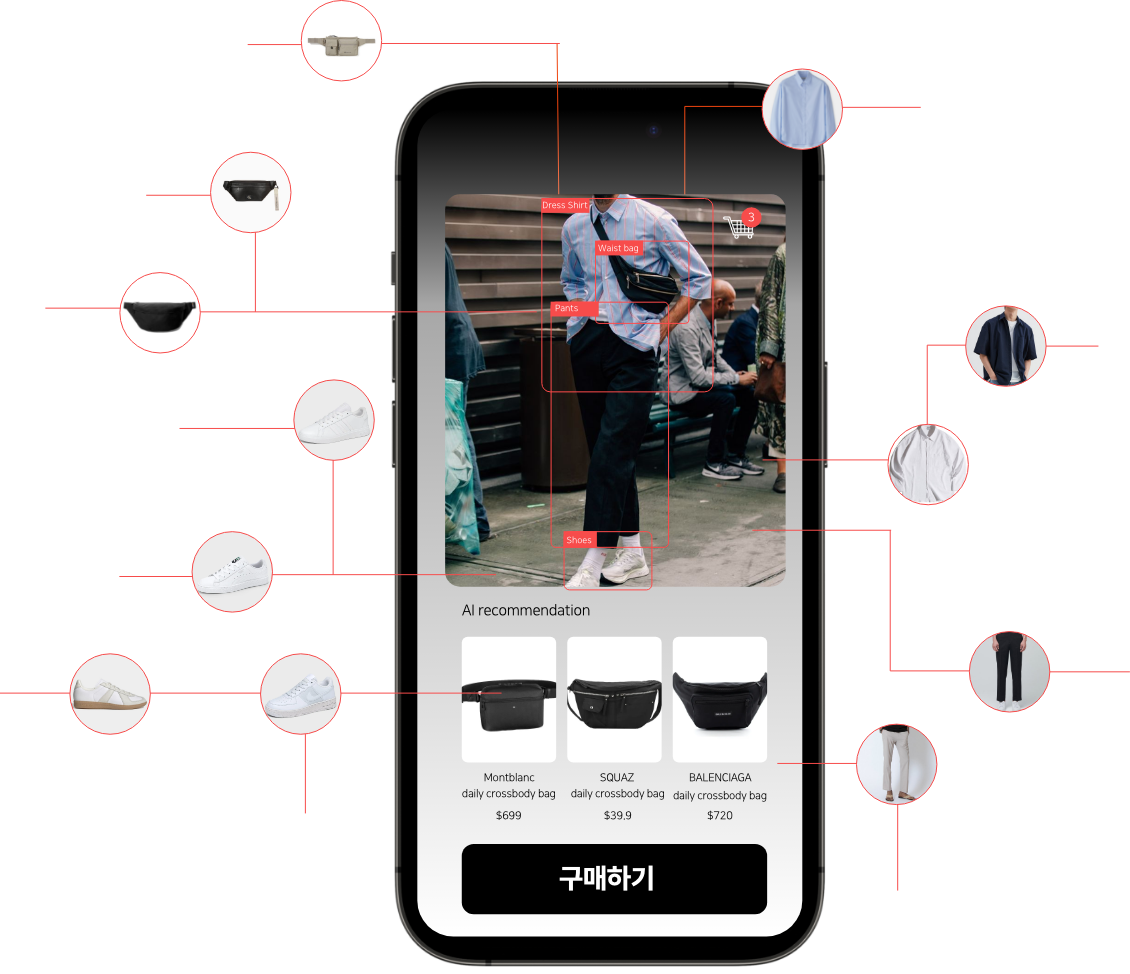 Dress Shirt
3
Waist bag
Pants
Shoes
AI recommendation
Montblanc
daily crossbody bag
$699
SQUAZ
daily crossbody bag
$39,9
BALENCIAGA
daily crossbody bag
$720
구매하기